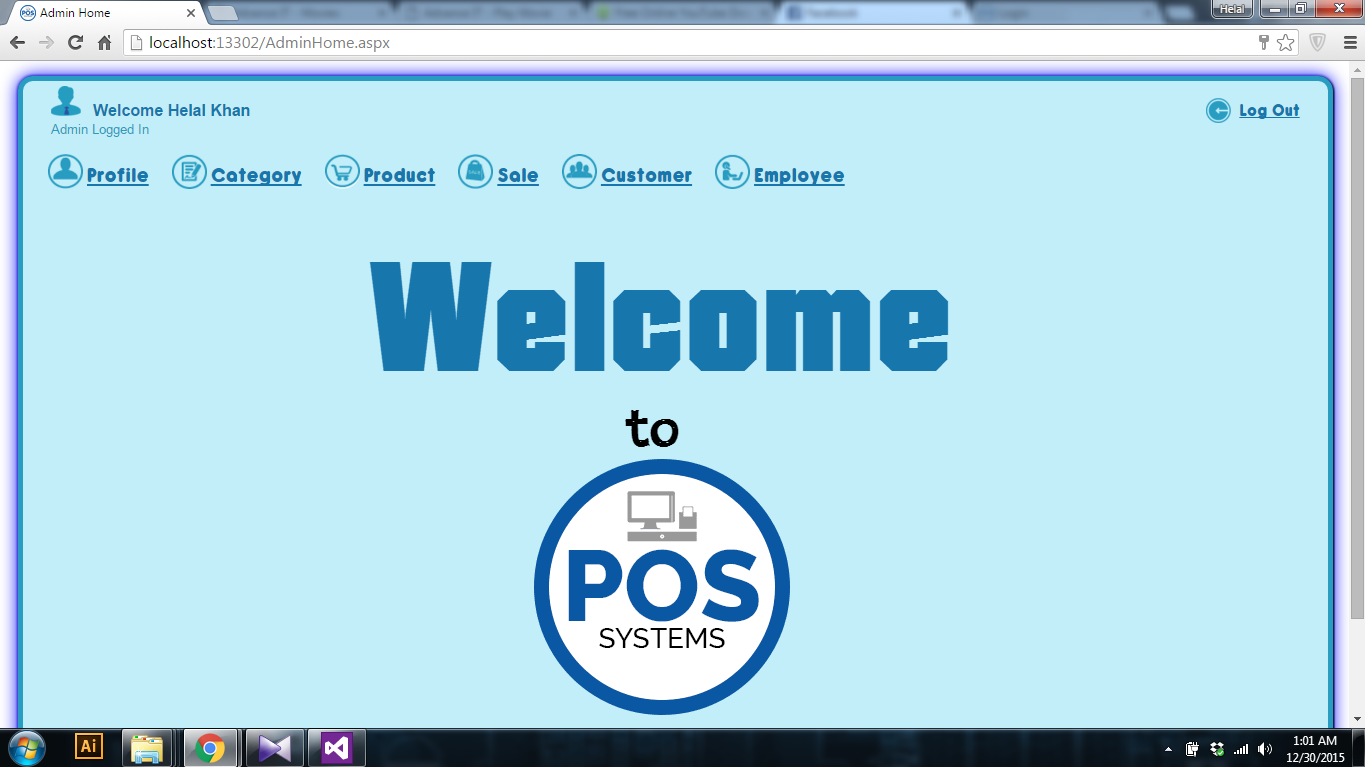 POS Admin Home
Helal
localhost:13302/AdminHome.aspx
Welcome Helal Khan
Admin Logged In
Log Out
Profile Category Product Sale Customer Employee
Welcome
to
POS
SYSTEMS
Ai
1:01 AM
12/30/2015